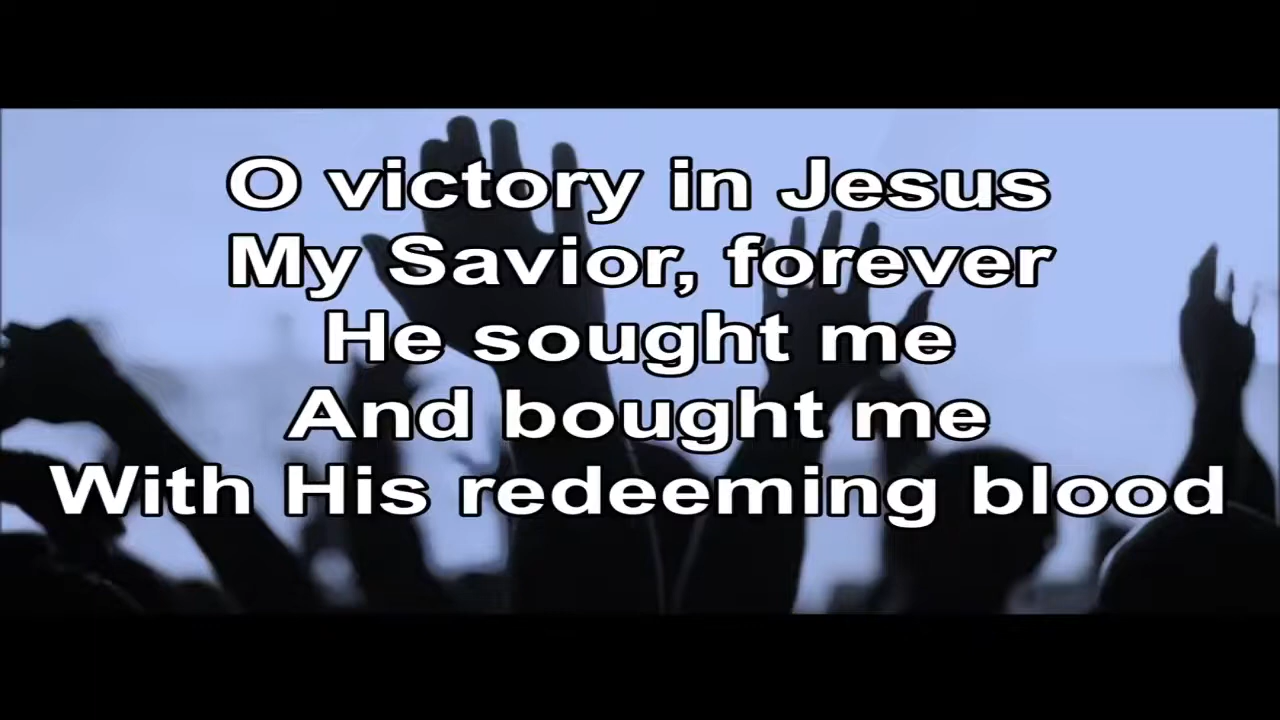 O victory in Jesus
My Savior, forever
He sought me
And bought me
With His redeeming blood